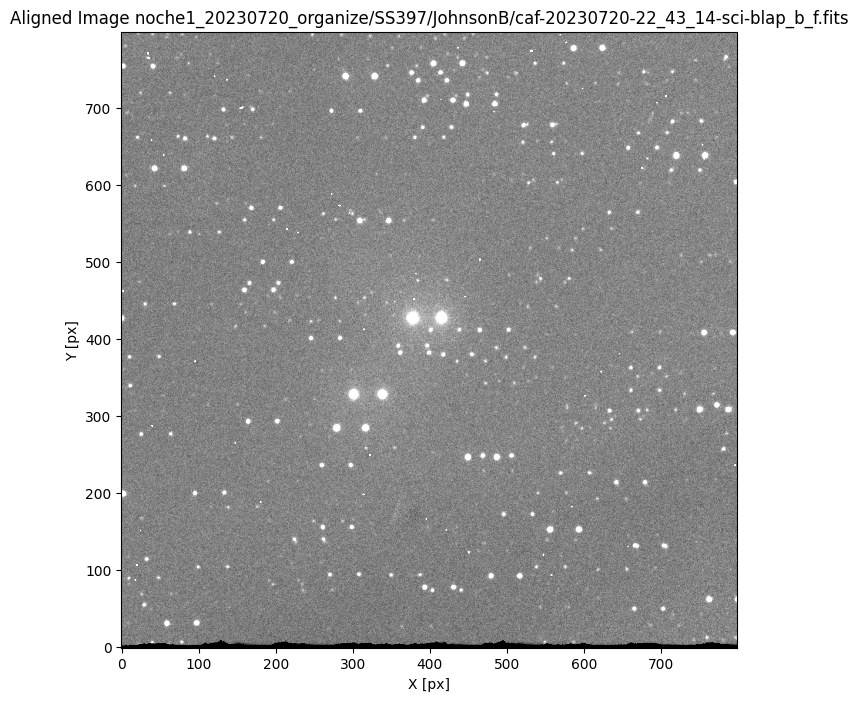 Aligned Image noche1_20230720_organize/SS397/JohnsonB/caf-20230720-22_43_14-sci-blap_b_f.fits
700
600
500
400
300
200
100
0
Y [px]
0 100 200 300 400 500 600 700
X [px]